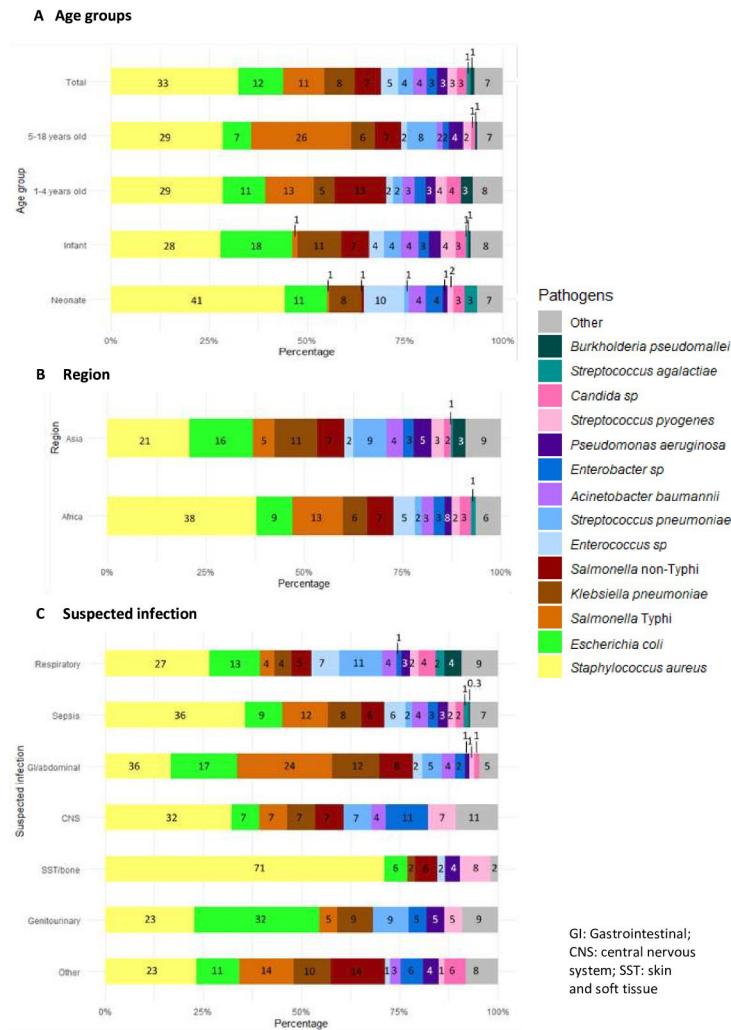 A Age groups
1
1
Total
33 12 11 8 7 5 4 4 3 3 3 3 7
1
1
5-18 years old
29 7 26 6 7 2 8 2 2 4 2 7
1-4 years old
29 11 13 5 13 2 2 3 3 3 4 4 3 8
1
1
1
Infant
28 18 11 7 4 4 4 3 3 4 3 8
1 1 1 1 2
Neonate
41 11 8 10 4 4 3 3 7
Age group
0% 25% 50% 75% 100%
Percentage
B Region
1
Asia
21 16 5 11 7 2 9 4 3 5 3 2 3 9
1
Africa
38 9 13 6 7 5 2 3 3 8 2 3 6
Region
0% 25% 50% 75% 100%
Percentage
C Suspected infection
1
Respiratory
27 13 4 4 5 7 11 4 3 2 4 2 4 9
1 0.3
Sepsis
36 9 12 8 6 6 2 4 3 3 2 2 7
1 1 1
GI/abdominal
36 17 24 12 8 2 5 4 2 5
CNS
32 7 7 7 7 7 4 11 7 11
SST/bone
71 6 2 6 2 4 8 2
Genitourinary
23 32 5 9 9 5 5 5 9
Other
23 11 14 10 14 1 3 6 4 1 6 8
Suspected infection
0% 25% 50% 75% 100%
Percentage
Pathogens
Other
Burkholderia pseudomallei
Streptococcus agalactiae
Candida sp
Streptococcus pyogenes
Pseudomonas aeruginosa
Enterobacter sp
Acinetobacter baumannii
Streptococcus pneumoniae
Enterococcus sp
Salmonella non-Typhi
Klebsiella pneumoniae
Salmonella Typhi
Escherichia coli
Staphylococcus aureus
GI: Gastrointestinal;
CNS: central nervous
system; SST: skin
and soft tissue